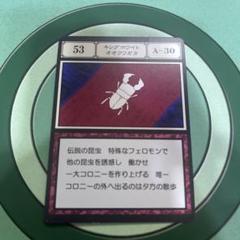 53
キングホワイト
オオクワガタ
A-30
伝説の昆虫 特殊なフェロモンで
他の昆虫を誘惑し 働かせ
一大コロニーを作り上げる 唯一
コロニーの外へ出るのは夕方の散歩